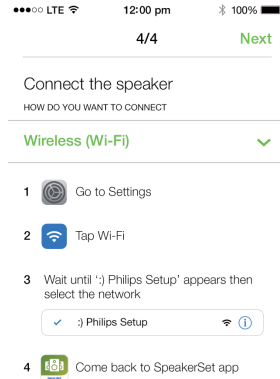 LTE 12:00 pm 100%
4/4 Next
Connect the speaker
HOW DO YOU WANT TO CONNECT
Wireless (Wi-Fi)
1 Go to Settings
2 Tap Wi-Fi
3 Wait until ‘:) Philips Setup’ appears then
select the network
:) Philips Setup
4 Come back to SpeakerSet app